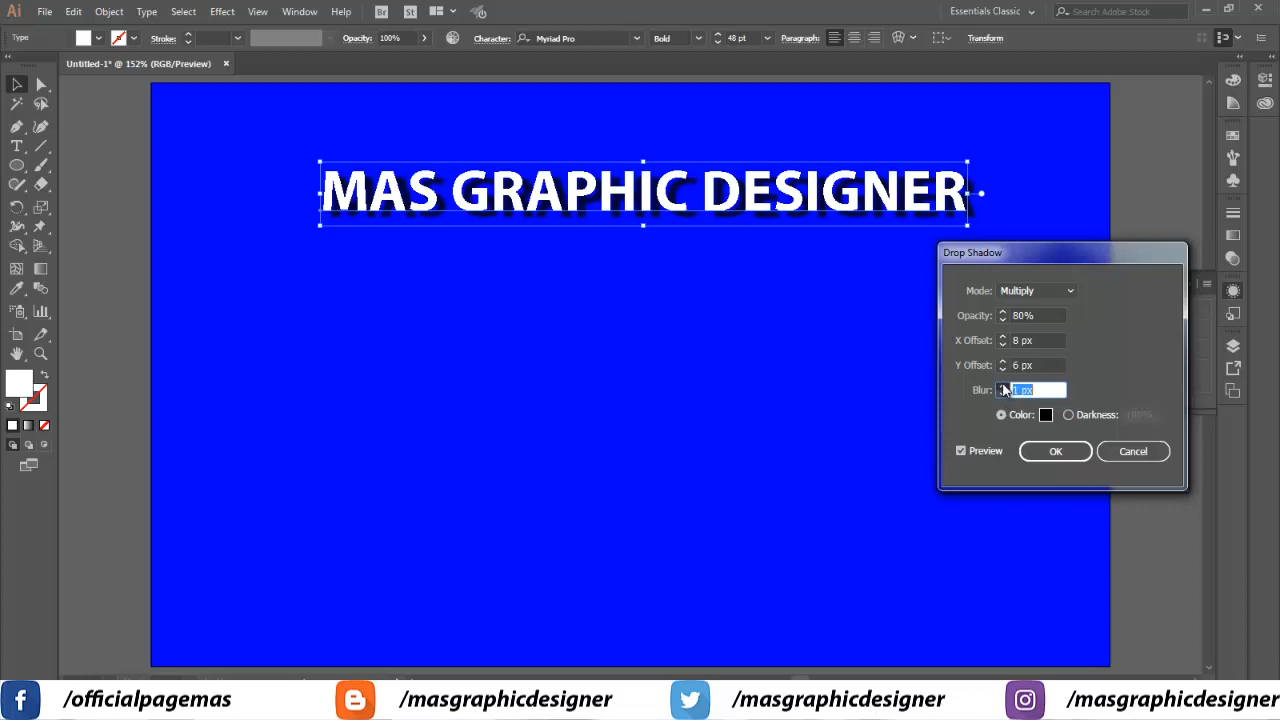 Ai File Edit Object Type Select Effect View Window Help Br St Essentials Classic Search Adobe Stock
Type Stroke: Opacity: 100% Character: Myriad Pro Bold 48 pt Paragraph: Transform
Untitled-1* @ 152% (RGB/Preview) ×
MAS GRAPHIC DESIGNER
Drop Shadow
Mode: Multiply
Opacity: 80%
X Offset: 8 px
Y Offset: 6 px
Blur: 1 px
Color: Darkness: 100%
Preview OK Cancel
/officialpagemas /masgraphicdesigner /masgraphicdesigner /masgraphicdesigner